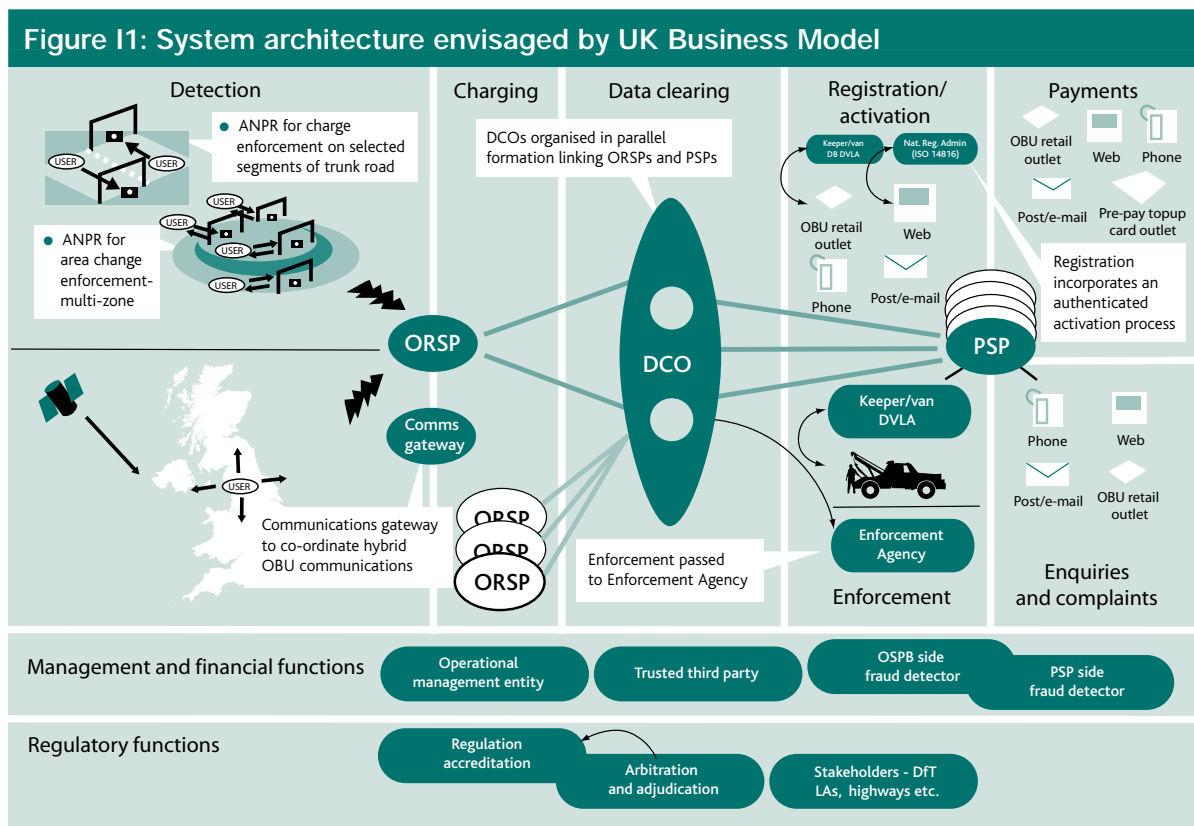 Figure I1: System architecture envisaged by UK Business Model
Detection
ANPR for charge
enforcement on selected
segments of trunk road
USER
USER
ANPR for
area change
enforcement-
multi-zone
USER
USER
USER
USER
USER
Communications gateway
to co-ordinate hybrid
OBU communications
Charging
ORSP
Comms
gateway
ORSP
ORSP
ORSP
Data clearing
DCOs organised in parallel
formation linking ORSPs and PSPs
DCO
Enforcement passed
to Enforcement Agency
Registration/
activation
Keeper/van
DB DVLA
Nat. Reg. Admin
(ISO 14816)
OBU retail
outlet
Web
Phone
Post/e-mail
PSP
Keeper/van
DVLA
Enforcement
Agency
Enforcement
Payments
OBU retail
outlet
Web
Phone
Post/e-mail
Pre-pay topup
card outlet
Registration
incorporates an
authenticated
activation process
Phone
Web
Post/e-mail
OBU retail
outlet
Enquiries
and complaints
Management and financial functions
Operational
management entity
Trusted third party
OSPB side
fraud detector
PSP side
fraud detector
Regulatory functions
Regulation
accreditation
Arbitration
and adjudication
Stakeholders - DfT
LAs, highways etc.